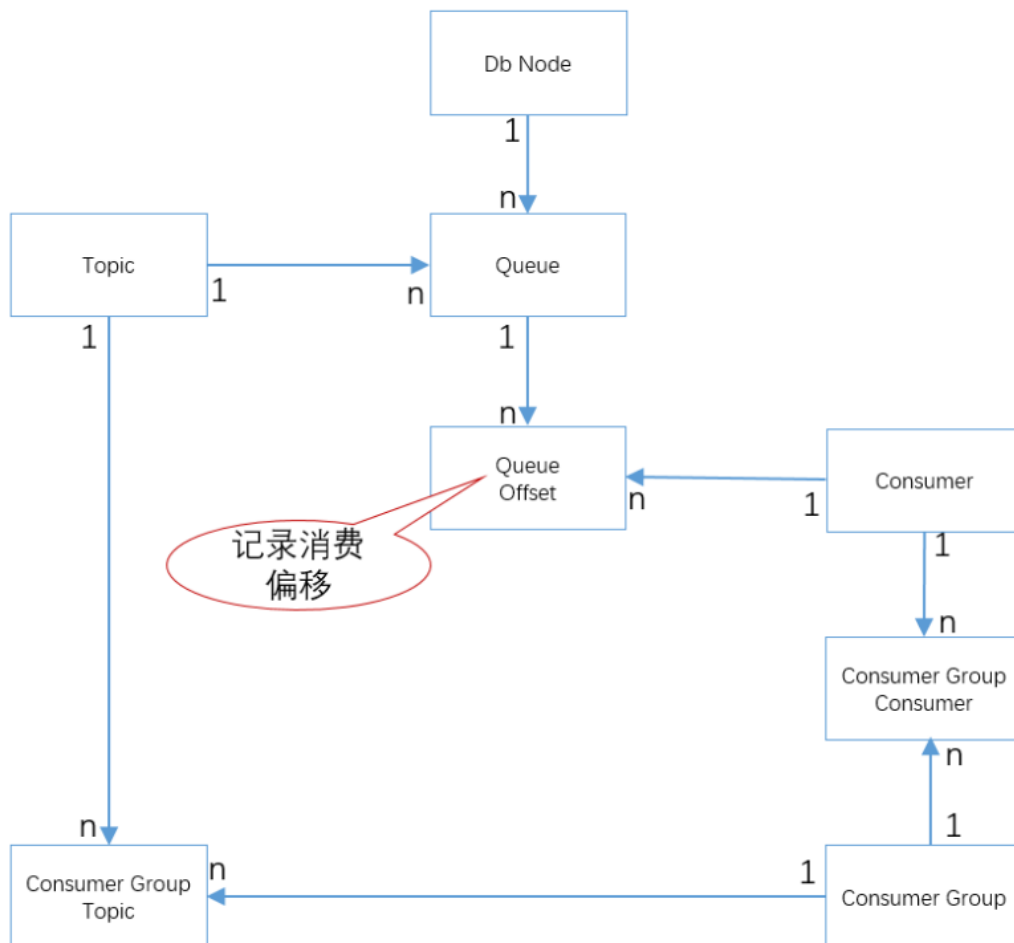 Db Node
1
n
Topic
Queue
1
n
1
1
n
Queue
Offset
Consumer
n
1
记录消费
偏移
1
n
Consumer Group
Consumer
n
1
n
n
1
Consumer Group
Topic
Consumer Group